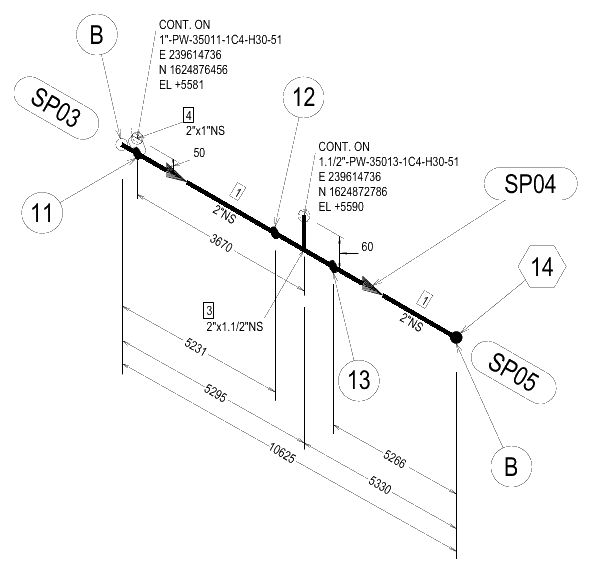 CONT. ON
1"-PW-35011-1C4-H30-51
E 239614736
N 1624876456
EL +5581
B
SP03
4
2"x1"NS
50
12
CONT. ON
1.1/2"-PW-35013-1C4-H30-51
E 239614736
N 1624872786
EL +5590
SP04
11
1
2"NS
3670
60
14
1
2"NS
3
2"x1.1/2"NS
5231
13
SP05
5295
10625
5266
5330
B